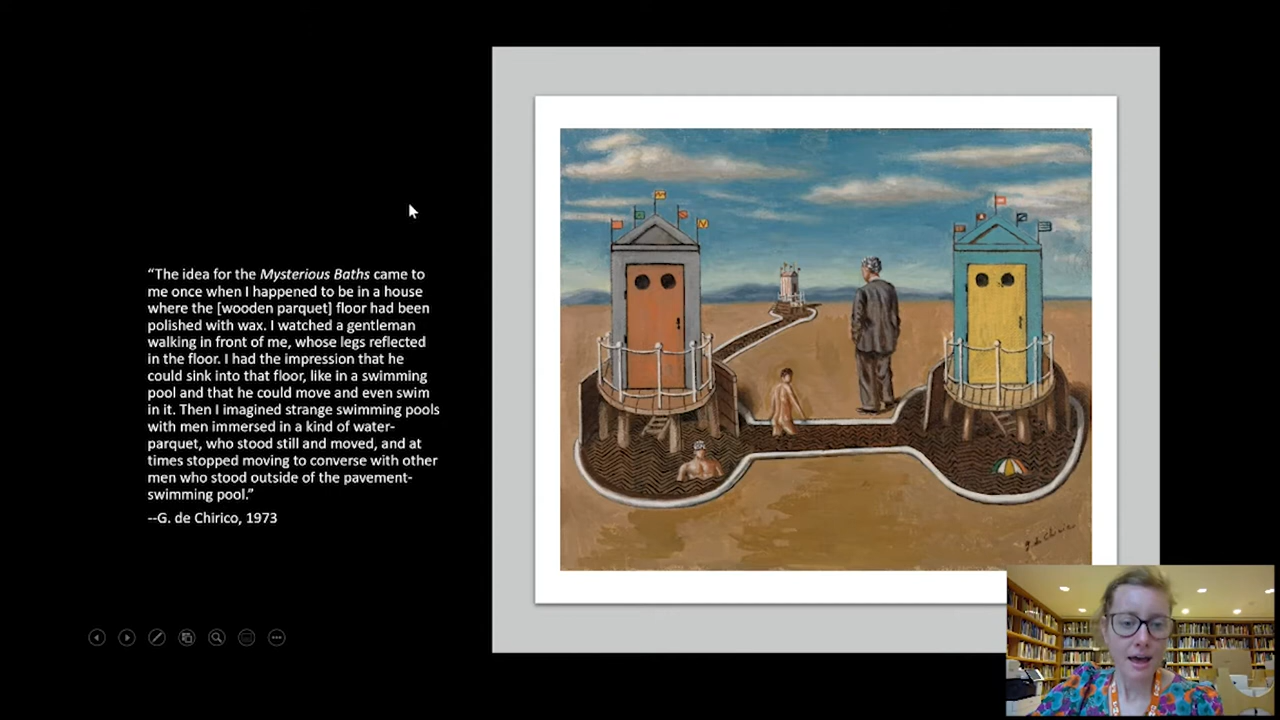 “The idea for the Mysterious Baths came to
me once when I happened to be in a house
where the [wooden parquet] floor had been
polished with wax. I watched a gentleman
walking in front of me, whose legs reflected
in the floor. I had the impression that he
could sink into that floor, like in a swimming
pool and that he could move and even swim
in it. Then I imagined strange swimming pools
with men immersed in a kind of water-
parquet, who stood still and moved, and at
times stopped moving to converse with other
men who stood outside of the pavement-
swimming pool.”
--G. de Chirico, 1973
g. de Chirico